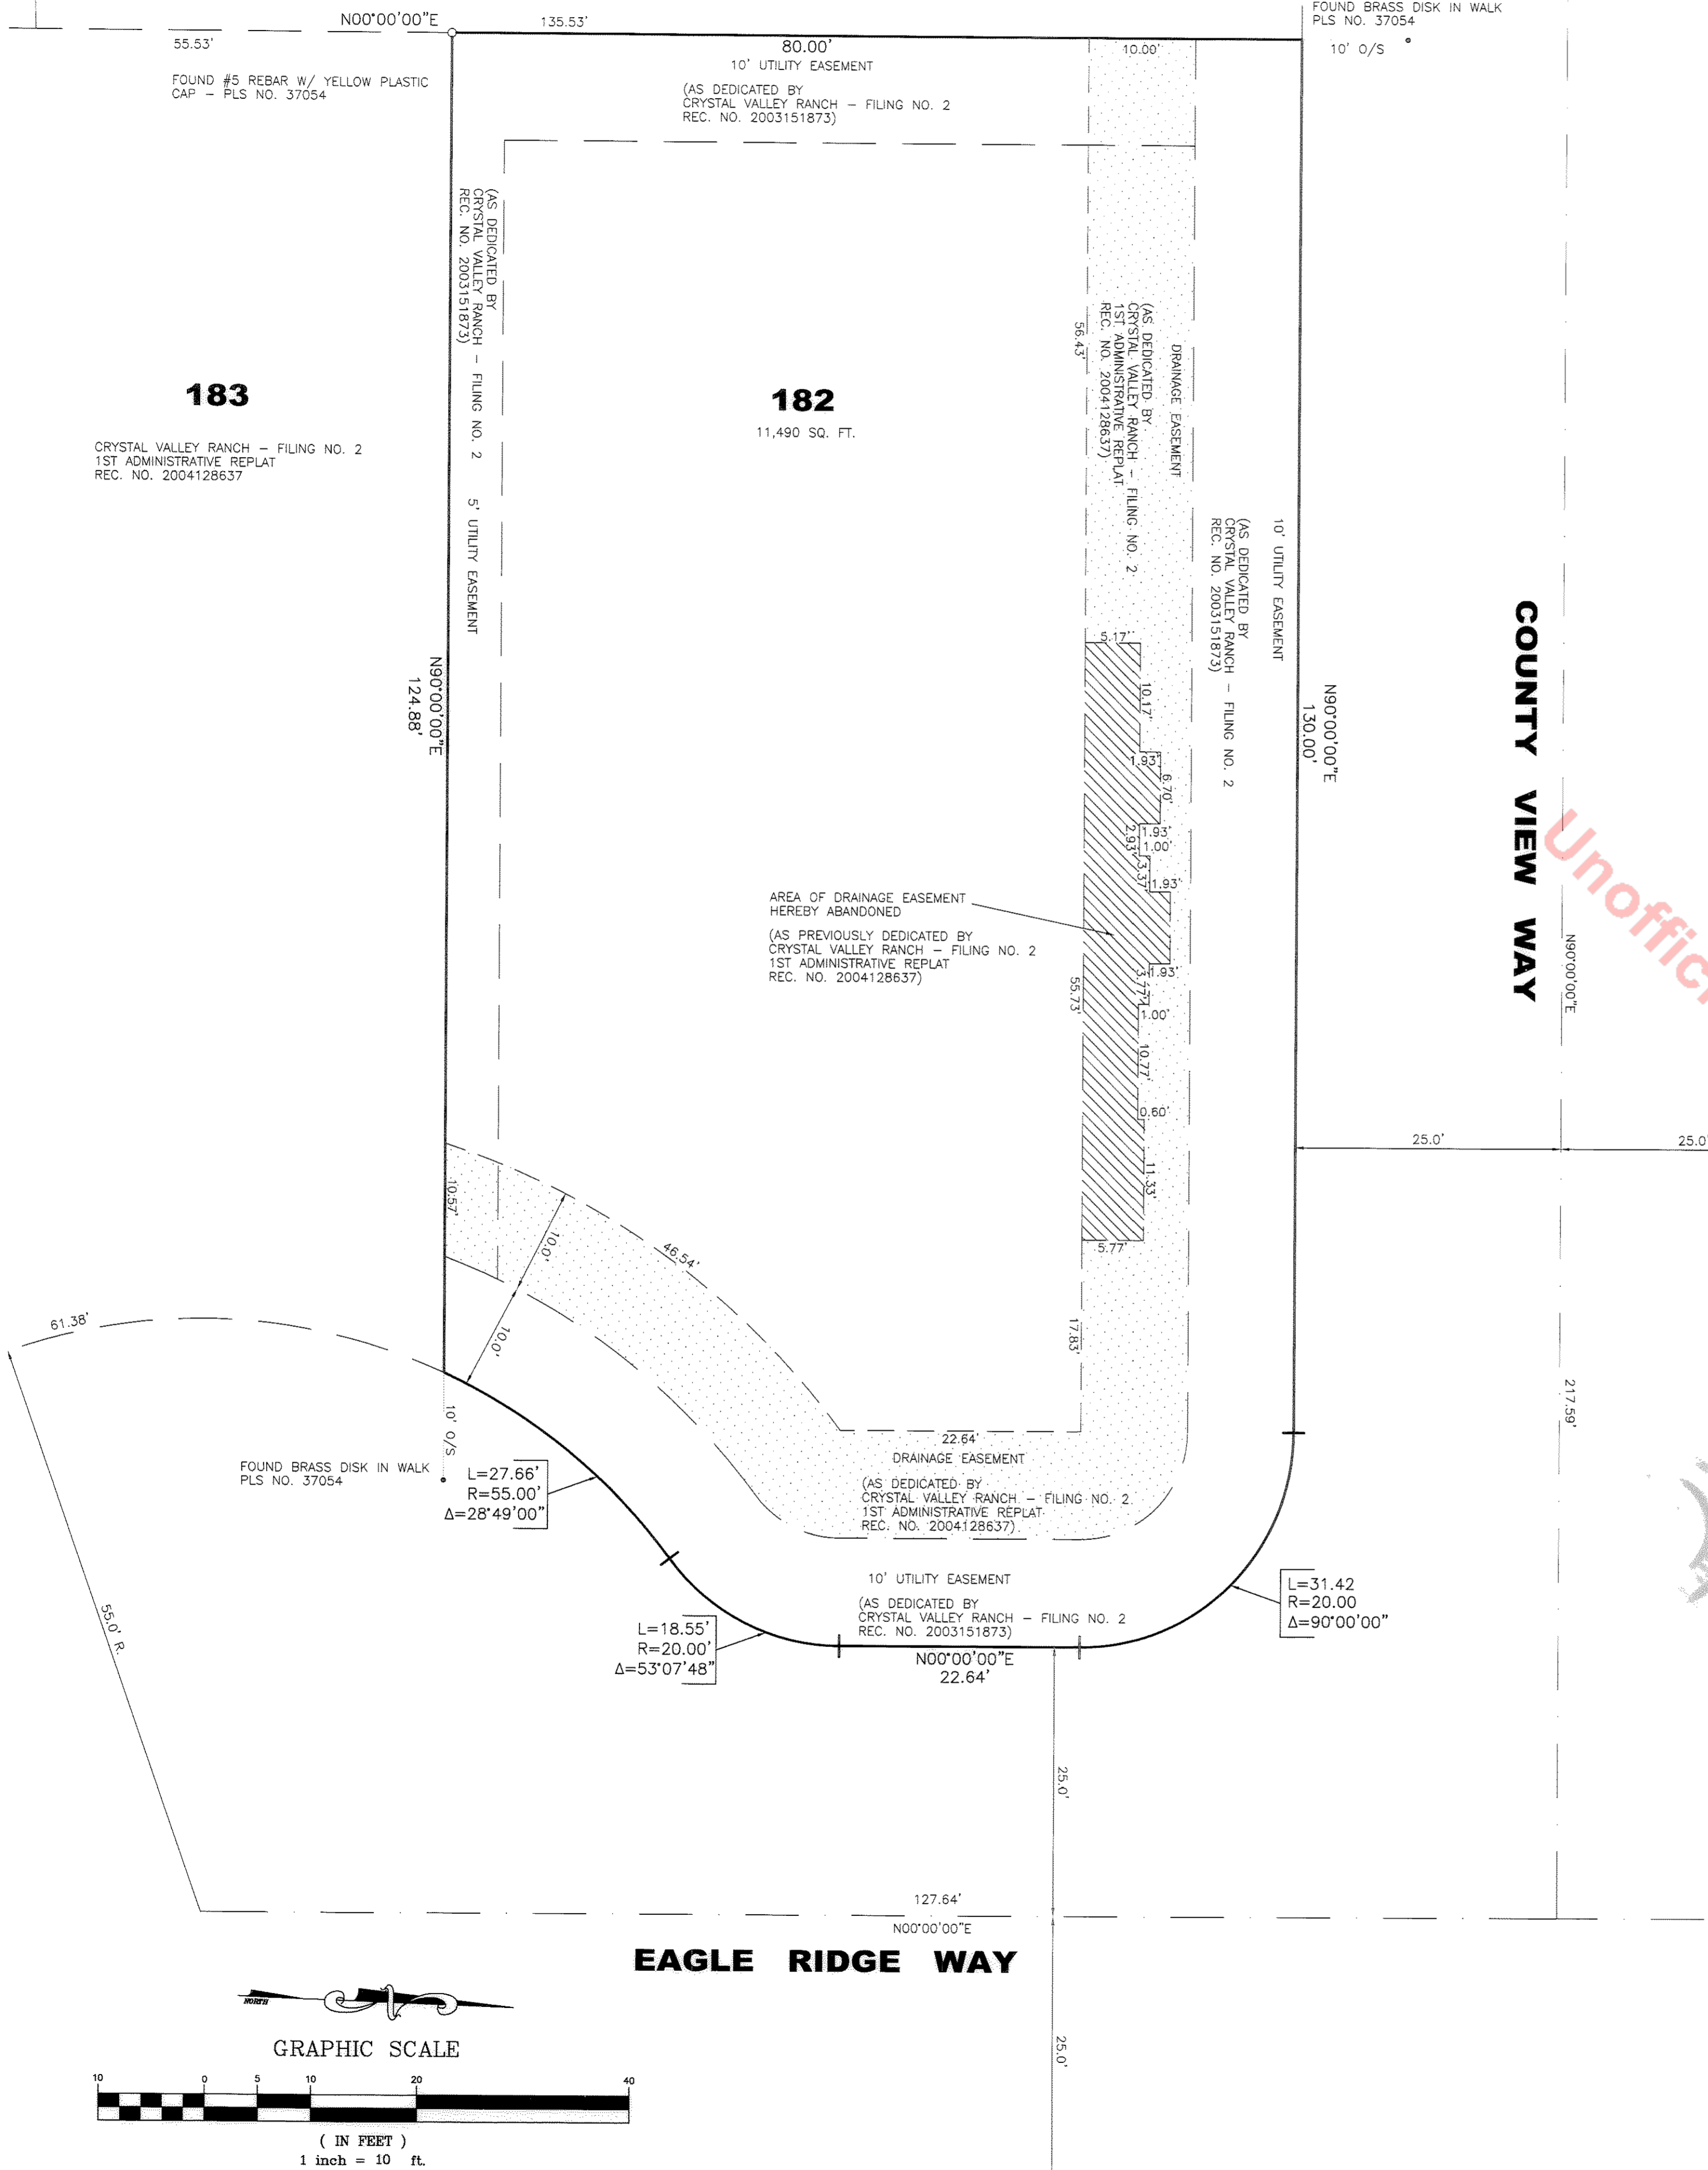 FOUND BRASS DISK IN WALK
PLS NO. 37054
10' O/S
N00°00'00"E
135.53'
55.53'
80.00'
10.00'
10' UTILITY EASEMENT
(AS DEDICATED BY
CRYSTAL VALLEY RANCH – FILING NO. 2
REC. NO. 2003151873)
FOUND #5 REBAR W/ YELLOW PLASTIC
CAP – PLS NO. 37054
(AS DEDICATED BY
CRYSTAL VALLEY RANCH – FILING NO. 2
REC. NO. 2003151873)
5' UTILITY EASEMENT
183
CRYSTAL VALLEY RANCH – FILING NO. 2
1ST ADMINISTRATIVE REPLAT
REC. NO. 2004128637
182
11,490 SQ. FT.
56.43'
DRAINAGE EASEMENT
(AS DEDICATED BY
CRYSTAL VALLEY RANCH – FILING NO. 2
1ST ADMINISTRATIVE REPLAT
REC. NO. 2004128637)
10' UTILITY EASEMENT
(AS DEDICATED BY
CRYSTAL VALLEY RANCH – FILING NO. 2
REC. NO. 2003151873)
N90°00'00"E
124.88'
N90°00'00"E
130.00'
COUNTY VIEW WAY
N90°00'00"E
5.17'
10.17'
1.93'
6.70'
1.93'
2.93'
1.00'
3.37'
1.93'
AREA OF DRAINAGE EASEMENT
HEREBY ABANDONED
(AS PREVIOUSLY DEDICATED BY
CRYSTAL VALLEY RANCH – FILING NO. 2
1ST ADMINISTRATIVE REPLAT
REC. NO. 2004128637)
55.73'
1.93'
3.77'
1.00'
10.77'
0.60'
11.33'
5.77'
25.0'
25.0'
10.57'
10.0'
46.54'
10.0'
61.38'
17.83'
217.59'
10' O/S
22.64'
DRAINAGE EASEMENT
(AS DEDICATED BY
CRYSTAL VALLEY RANCH – FILING NO. 2
1ST ADMINISTRATIVE REPLAT
REC. NO. 2004128637)
FOUND BRASS DISK IN WALK
PLS NO. 37054
L=27.66'
R=55.00'
Δ=28°49'00"
10' UTILITY EASEMENT
(AS DEDICATED BY
CRYSTAL VALLEY RANCH – FILING NO. 2
REC. NO. 2003151873)
L=31.42
R=20.00
Δ=90°00'00"
L=18.55'
R=20.00'
Δ=53°07'48"
N00°00'00"E
22.64'
55.0' R.
25.0'
127.64'
N00°00'00"E
EAGLE RIDGE WAY
25.0'
NORTH
GRAPHIC SCALE
10 0 5 10 20 40
( IN FEET )
1 inch = 10 ft.
Unoffic